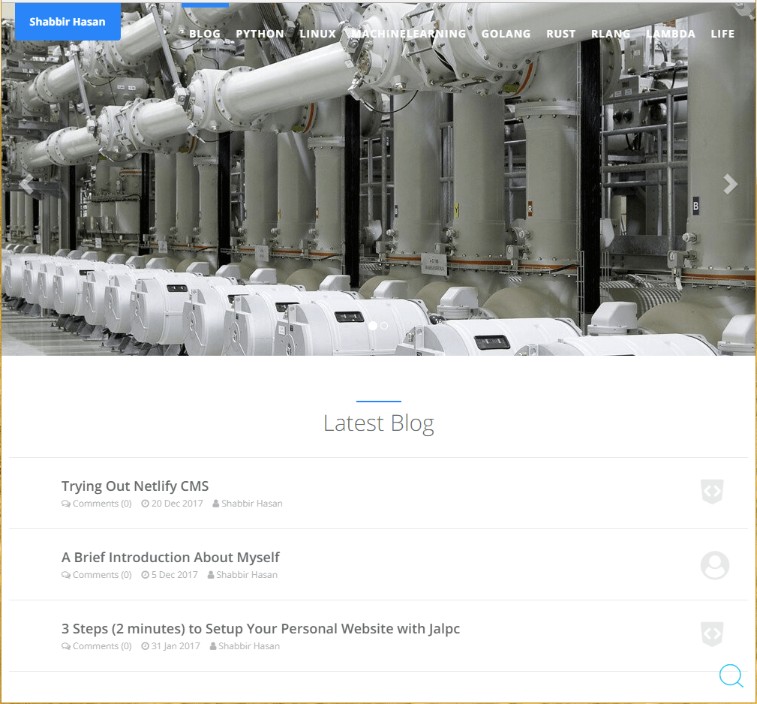 Shabbir Hasan
BLOG PYTHON LINUX MACHINELEARNING GOLANG RUST RLANG LAMBDA LIFE
B
Latest Blog
Trying Out Netlify CMS
Comments (0) 20 Dec 2017 Shabbir Hasan
A Brief Introduction About Myself
Comments (0) 5 Dec 2017 Shabbir Hasan
3 Steps (2 minutes) to Setup Your Personal Website with Jalpc
Comments (0) 31 Jan 2017 Shabbir Hasan